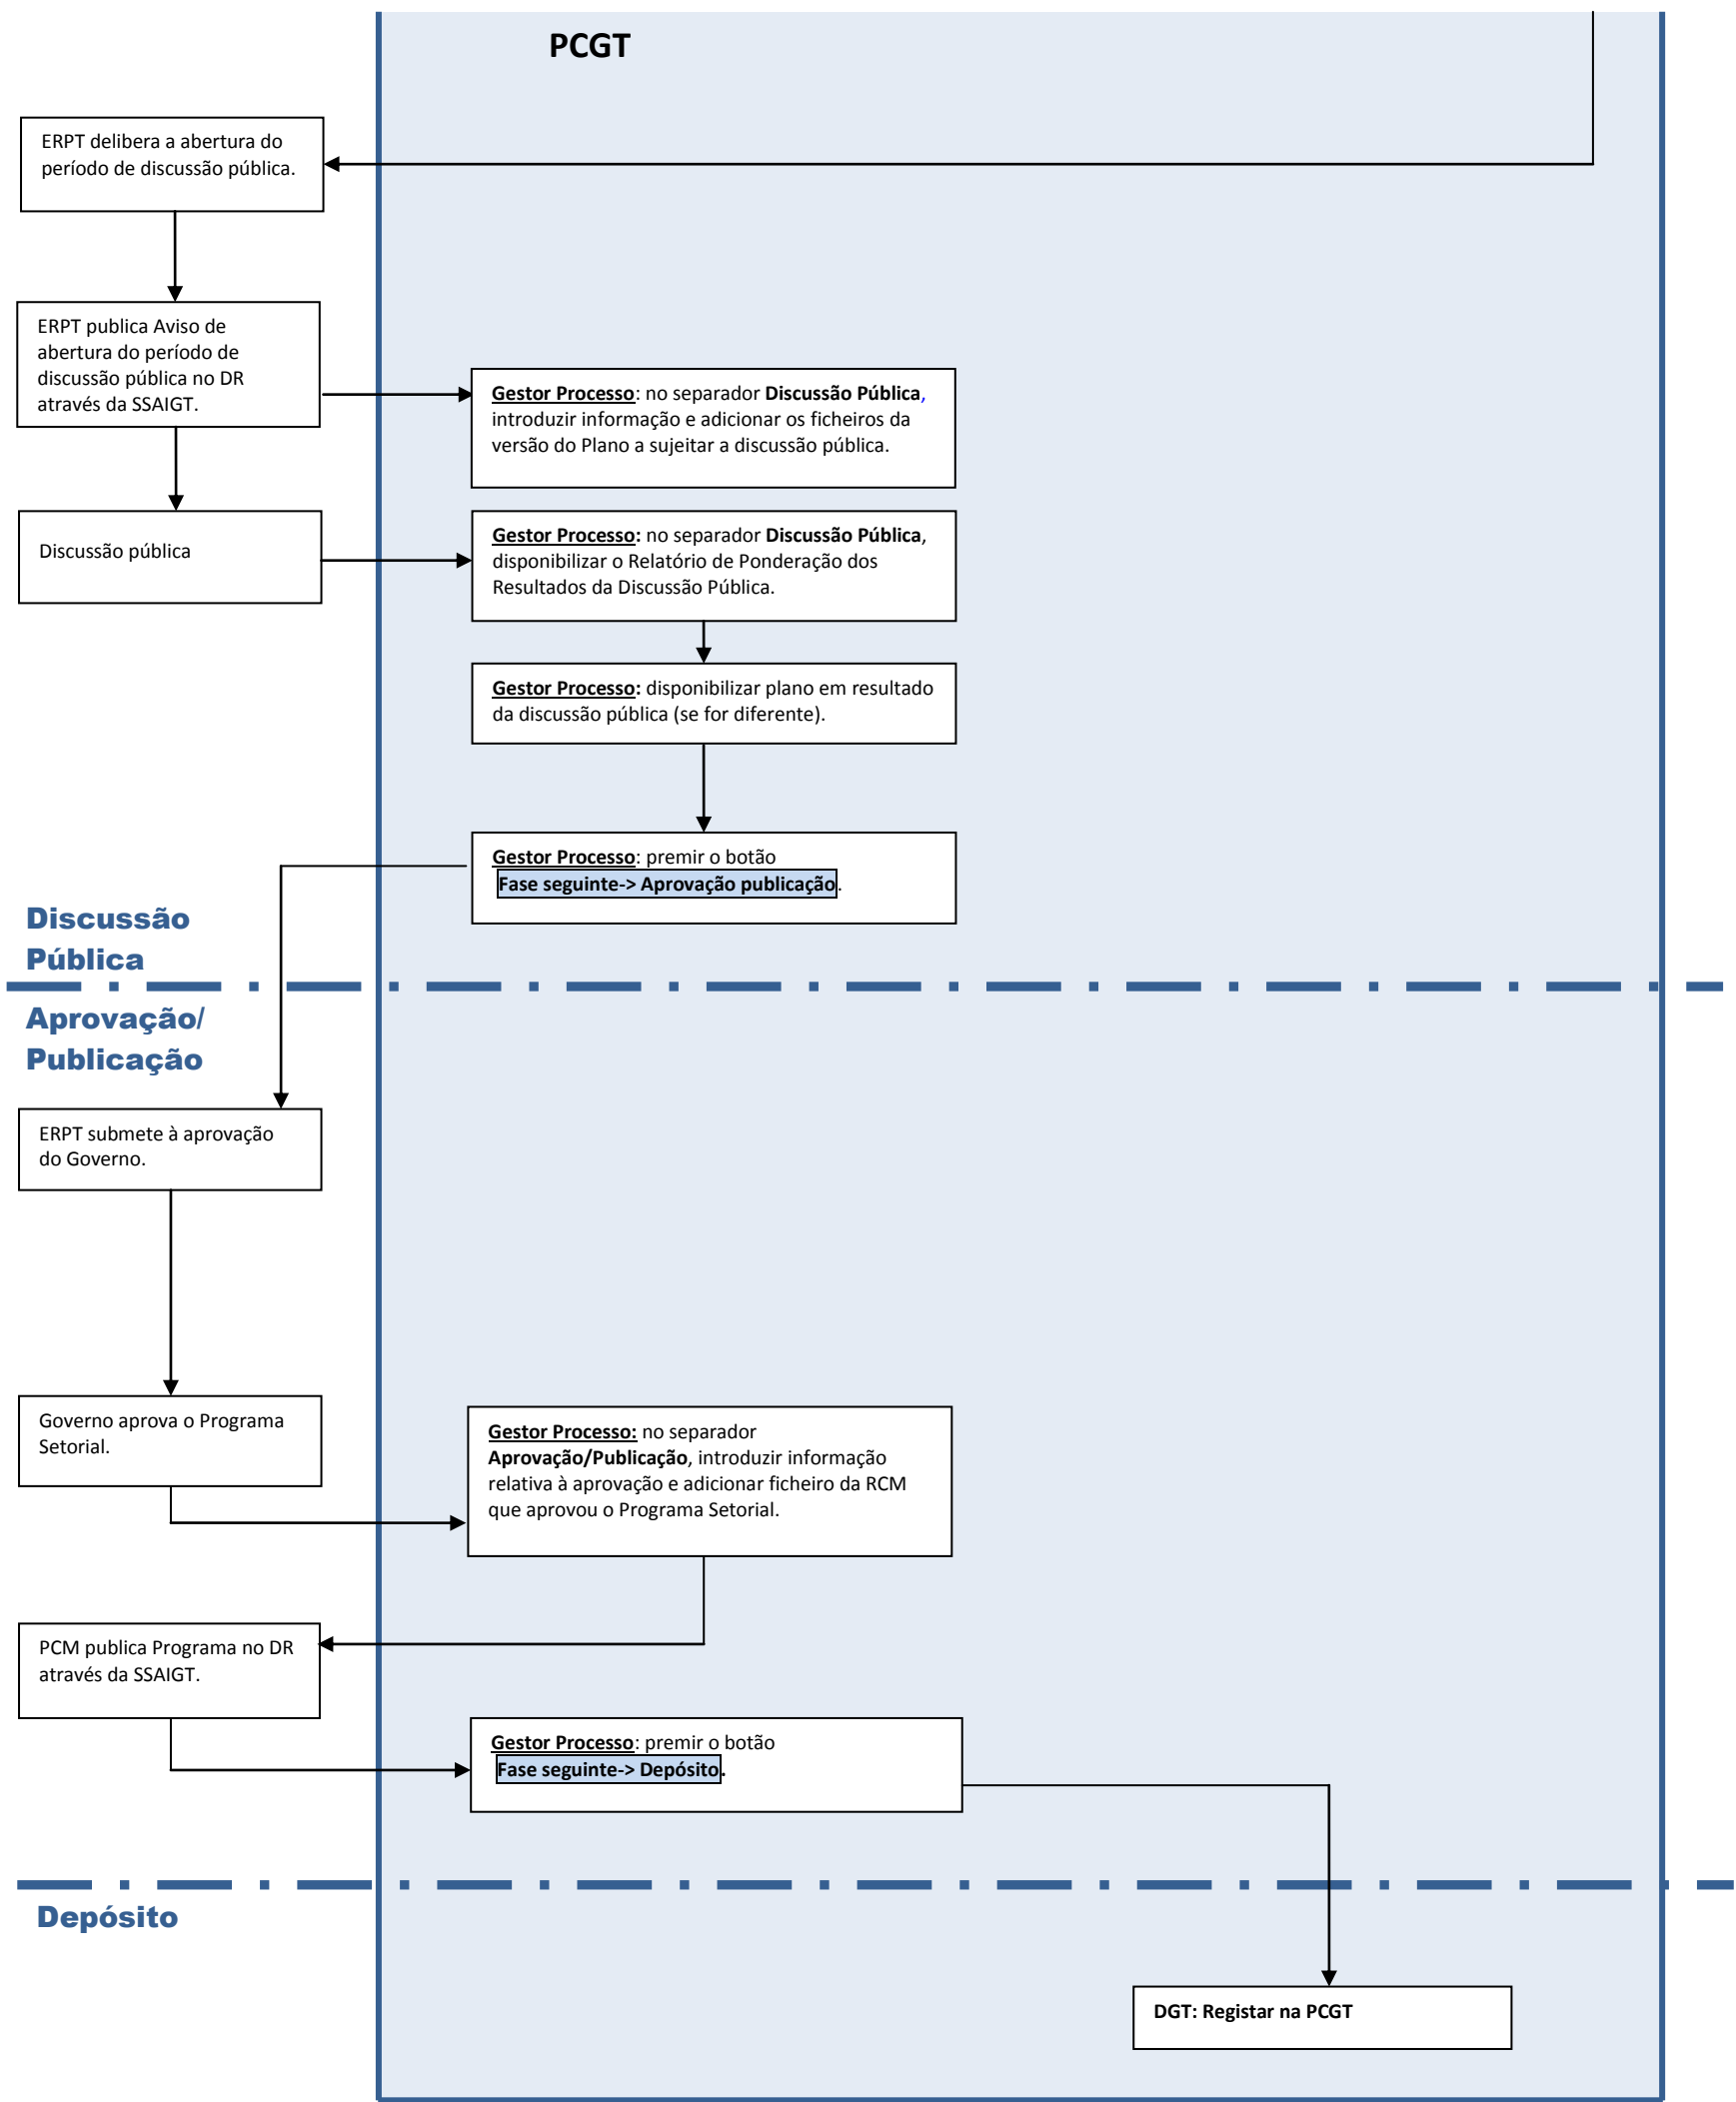 PCGT
ERPT delibera a abertura do
período de discussão pública.
ERPT publica Aviso de
abertura do período de
discussão pública no DR
através da SSAIGT.
Gestor Processo: no separador Discussão Pública,
introduzir informação e adicionar os ficheiros da
versão do Plano a sujeitar a discussão pública.
Discussão pública
Gestor Processo: no separador Discussão Pública,
disponibilizar o Relatório de Ponderação dos
Resultados da Discussão Pública.
Gestor Processo: disponibilizar plano em resultado
da discussão pública (se for diferente).
Gestor Processo: premir o botão
Fase seguinte-> Aprovação publicação.
Discussão
Pública
Aprovação/
Publicação
ERPT submete à aprovação
do Governo.
Governo aprova o Programa
Setorial.
Gestor Processo: no separador
Aprovação/Publicação, introduzir informação
relativa à aprovação e adicionar ficheiro da RCM
que aprovou o Programa Setorial.
PCM publica Programa no DR
através da SSAIGT.
Gestor Processo: premir o botão
Fase seguinte-> Depósito.
Depósito
DGT: Registar na PCGT